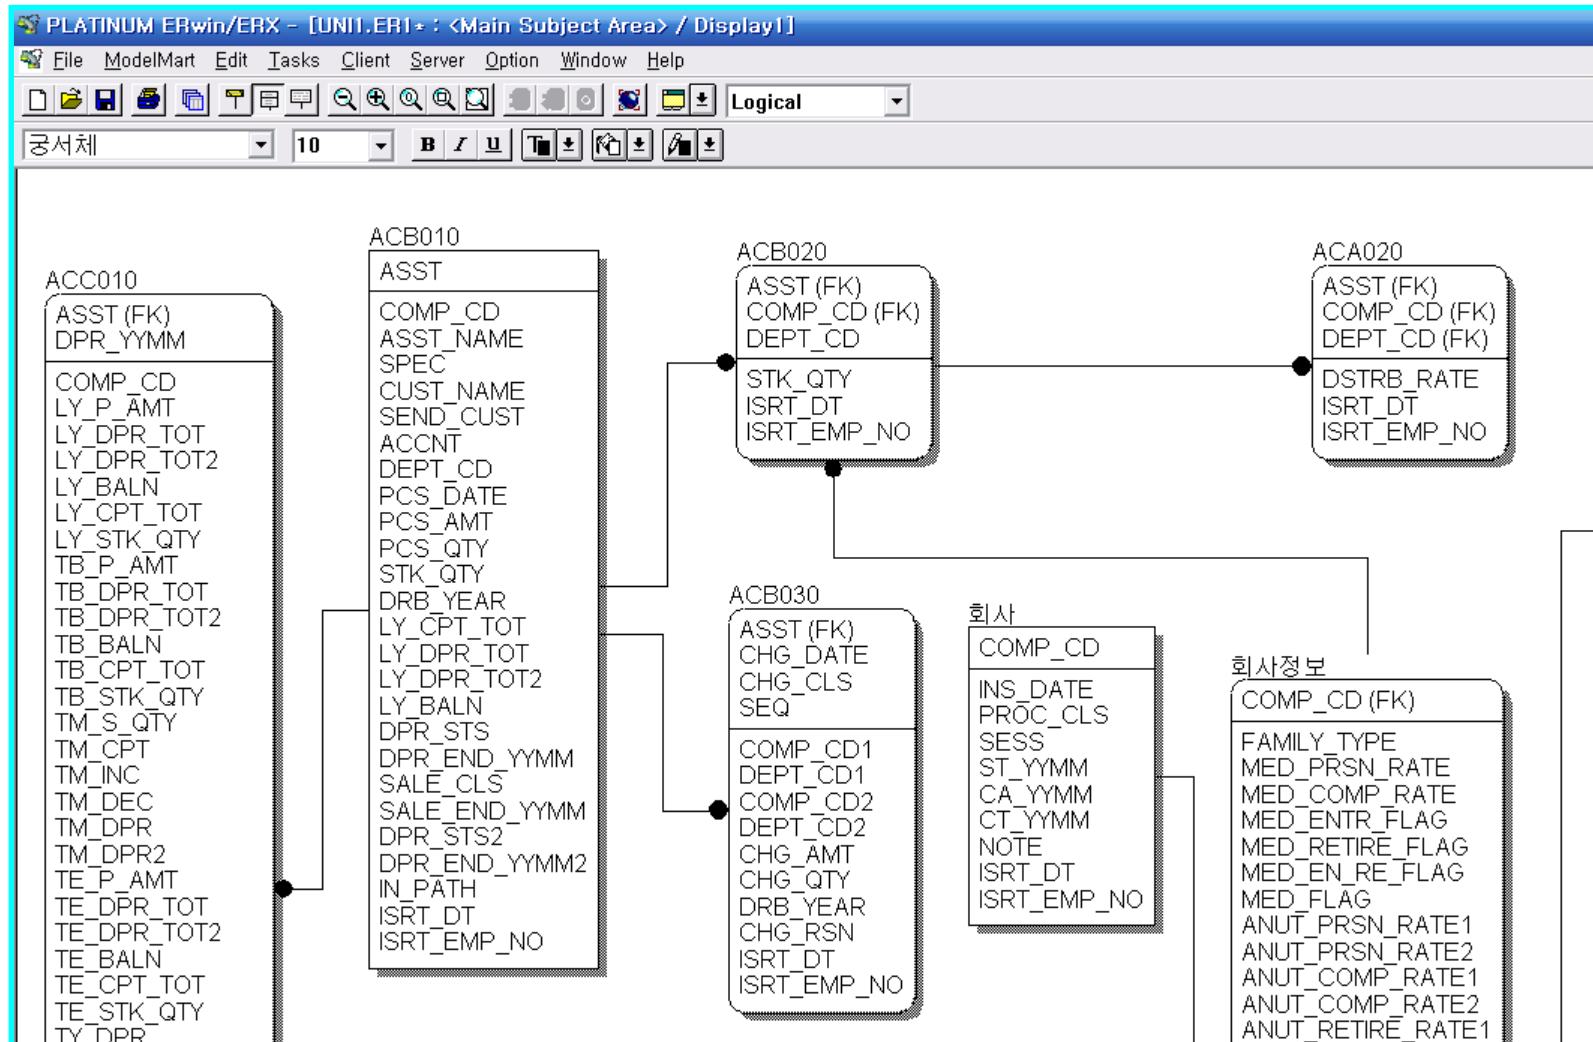 PLATINUM ERwin/ERX - [UNI1.ER1* : <Main Subject Area> / Display1]
File ModelMart Edit Tasks Client Server Option Window Help
Logical
궁서체 10 B I U
ACC010
ASST (FK)
DPR_YYMM
COMP_CD
LY_P_AMT
LY_DPR_TOT
LY_DPR_TOT2
LY_BALN
LY_CPT_TOT
LY_STK_QTY
TB_P_AMT
TB_DPR_TOT
TB_DPR_TOT2
TB_BALN
TB_CPT_TOT
TB_STK_QTY
TM_S_QTY
TM_CPT
TM_INC
TM_DEC
TM_DPR
TM_DPR2
TE_P_AMT
TE_DPR_TOT
TE_DPR_TOT2
TE_BALN
TE_CPT_TOT
TE_STK_QTY
TY_DPR
ACB010
ASST
COMP_CD
ASST_NAME
SPEC
CUST_NAME
SEND_CUST
ACCNT
DEPT_CD
PCS_DATE
PCS_AMT
PCS_QTY
STK_QTY
DRB_YEAR
LY_CPT_TOT
LY_DPR_TOT
LY_DPR_TOT2
LY_BALN
DPR_STS
DPR_END_YYMM
SALE_CLS
SALE_END_YYMM
DPR_STS2
DPR_END_YYMM2
IN_PATH
ISRT_DT
ISRT_EMP_NO
ACB020
ASST (FK)
COMP_CD (FK)
DEPT_CD
STK_QTY
ISRT_DT
ISRT_EMP_NO
ACA020
ASST (FK)
COMP_CD (FK)
DEPT_CD (FK)
DSTRB_RATE
ISRT_DT
ISRT_EMP_NO
ACB030
ASST (FK)
CHG_DATE
CHG_CLS
SEQ
COMP_CD1
DEPT_CD1
COMP_CD2
DEPT_CD2
CHG_AMT
CHG_QTY
DRB_YEAR
CHG_RSN
ISRT_DT
ISRT_EMP_NO
회사
COMP_CD
INS_DATE
PROC_CLS
SESS
ST_YYMM
CA_YYMM
CT_YYMM
NOTE
ISRT_DT
ISRT_EMP_NO
회사정보
COMP_CD (FK)
FAMILY_TYPE
MED_PRSN_RATE
MED_COMP_RATE
MED_ENTR_FLAG
MED_RETIRE_FLAG
MED_EN_RE_FLAG
MED_FLAG
ANUT_PRSN_RATE1
ANUT_PRSN_RATE2
ANUT_COMP_RATE1
ANUT_COMP_RATE2
ANUT_RETIRE_RATE1